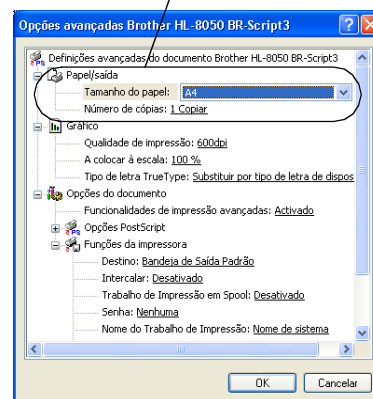 Opções avançadas Brother HL-8050 BR-Script3
Definições avançadas do documento Brother HL-8050 BR-Script3
Papel/saída
Tamanho do papel: A4
Número de cópias: 1 Copiar
Gráfico
Qualidade de impressão: 600dpi
A colocar à escala: 100 %
Tipo de letra TrueType: Substituir por tipo de letra de dispos
Opções do documento
Funcionalidades de impressão avançadas: Activado
Opções PostScript
Funções da impressora
Destino: Bandeja de Saída Padrão
Intercalar: Desativado
Trabalho de Impressão em Spool: Desativado
Senha: Nenhuma
Nome do Trabalho de Impressão: Nome de sistema
OK Cancelar